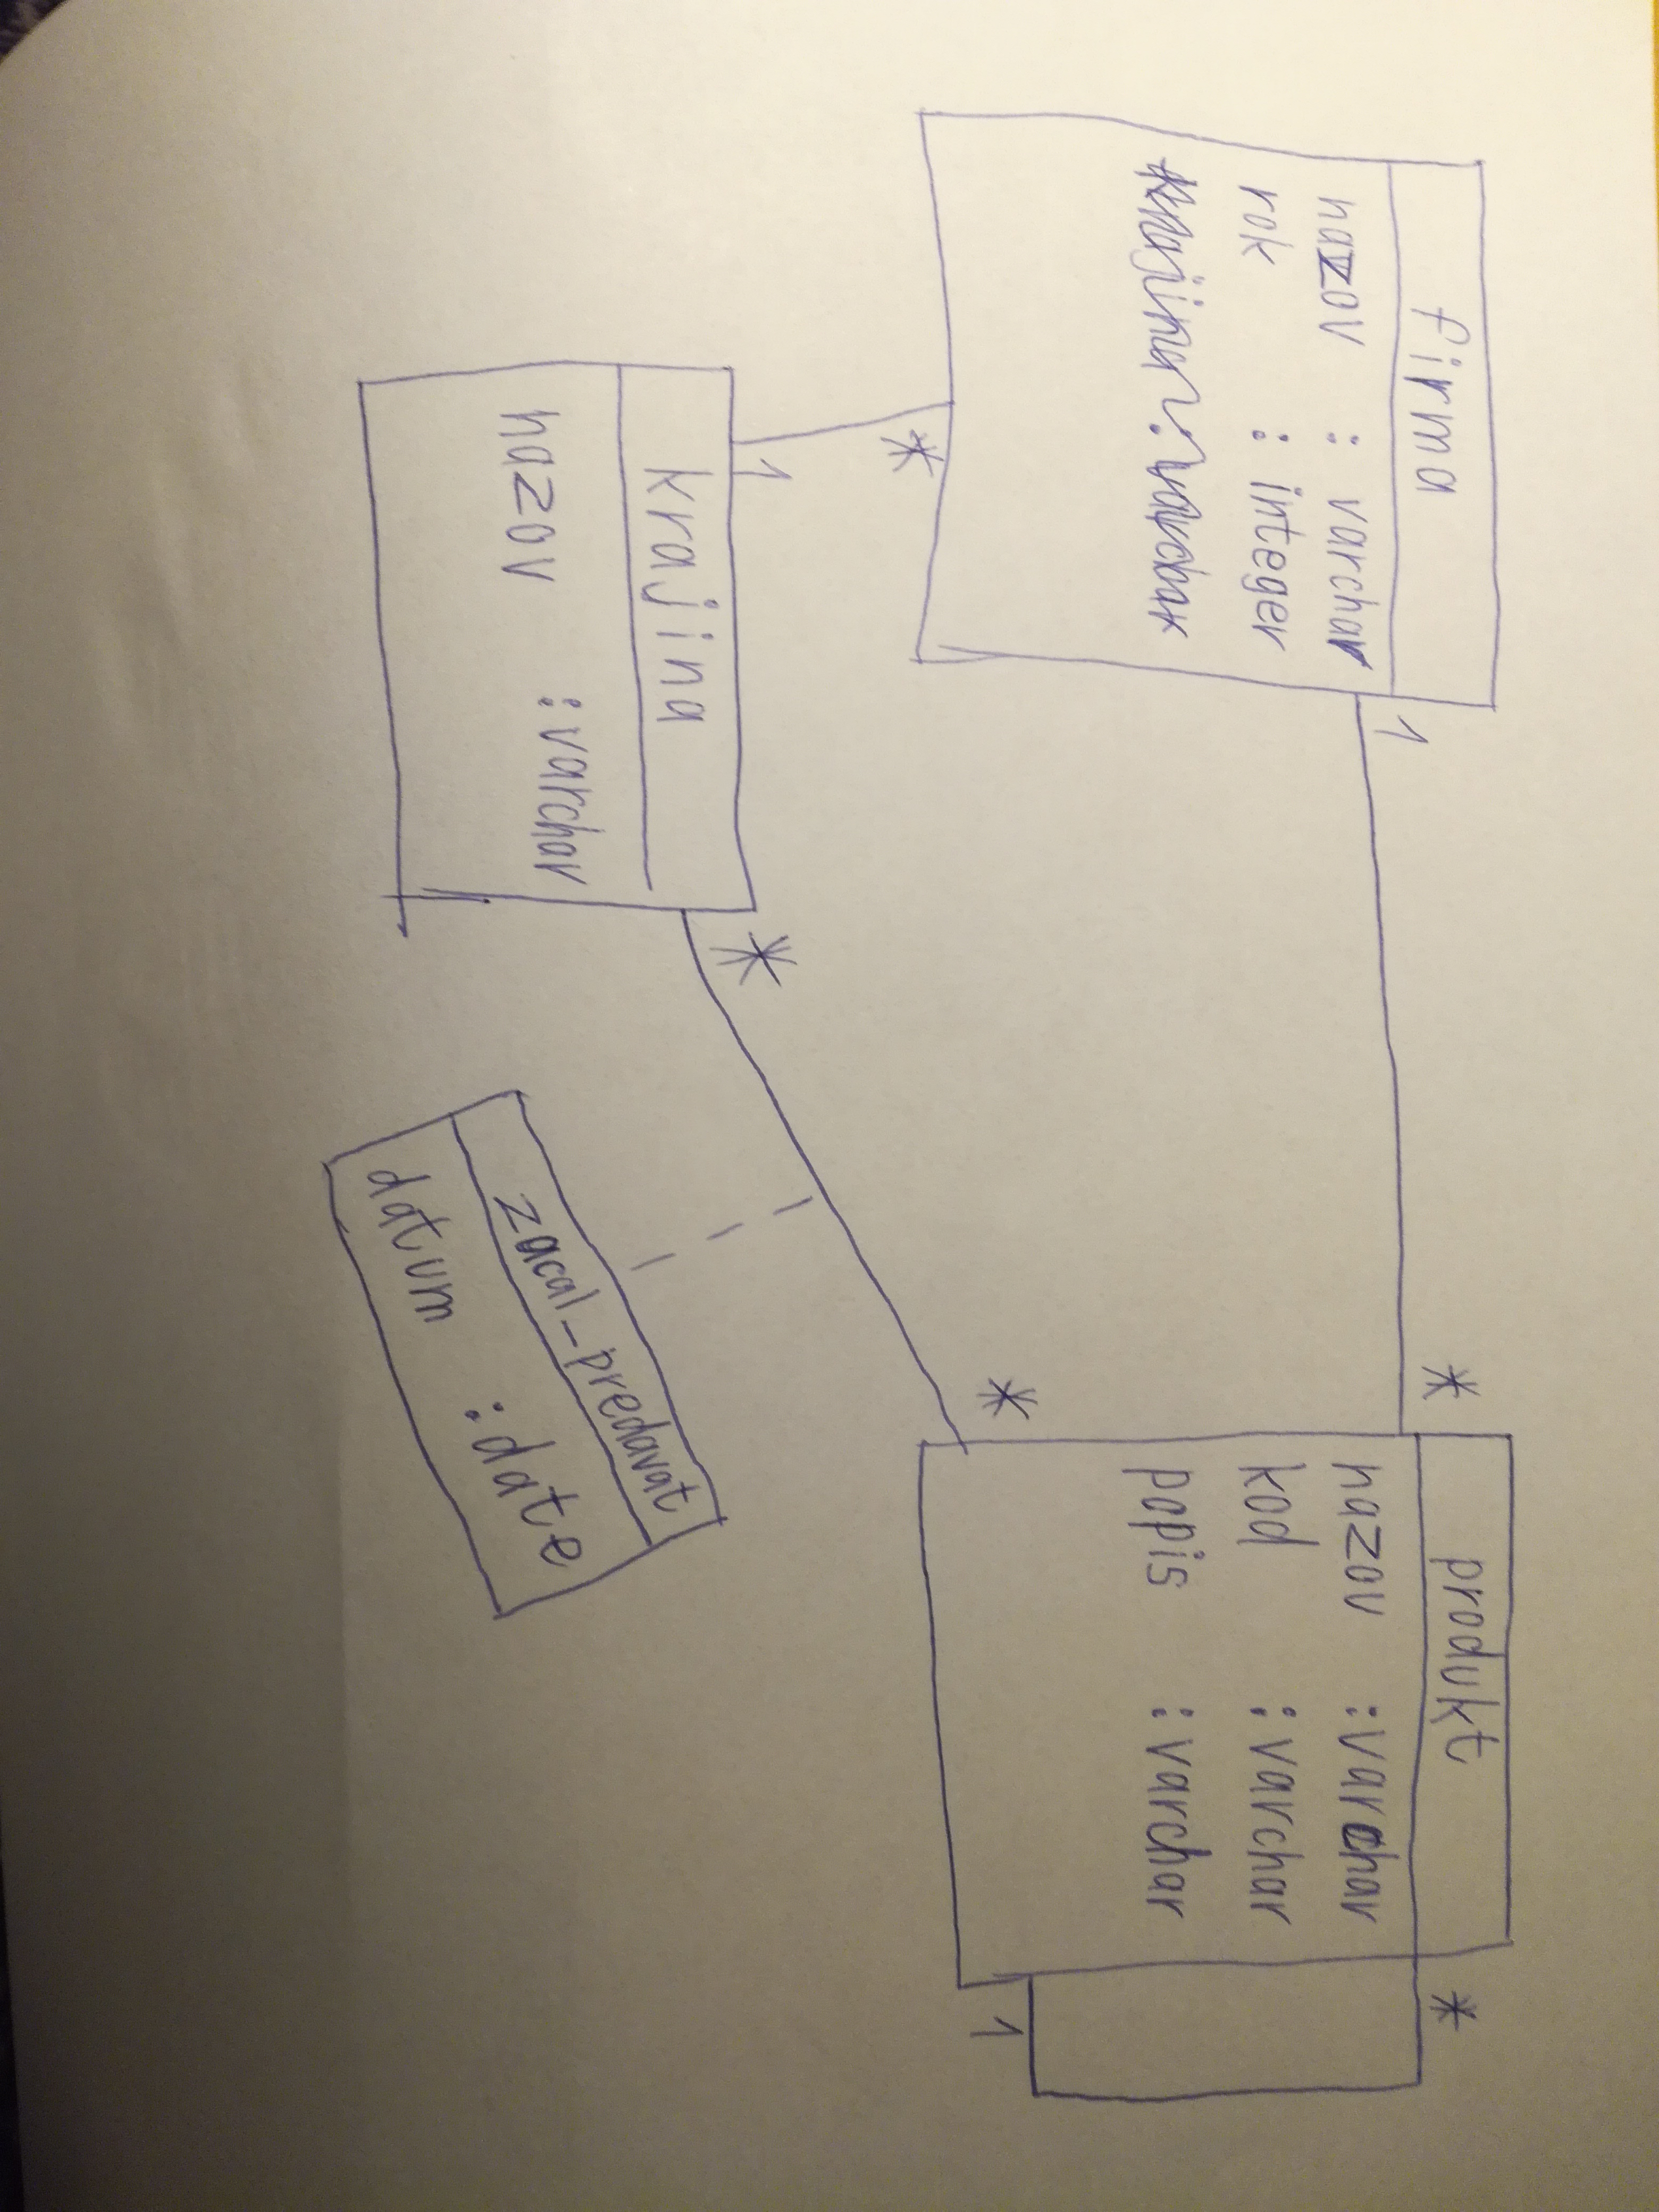 firma
nazov : varchar
rok : integer
krajina : varchar
1
*
produkt
nazov :varchar
kod :varchar
popis :varchar
*
1
*
*
1
krajina
nazov :varchar
*
zacal_predavat
datum :date